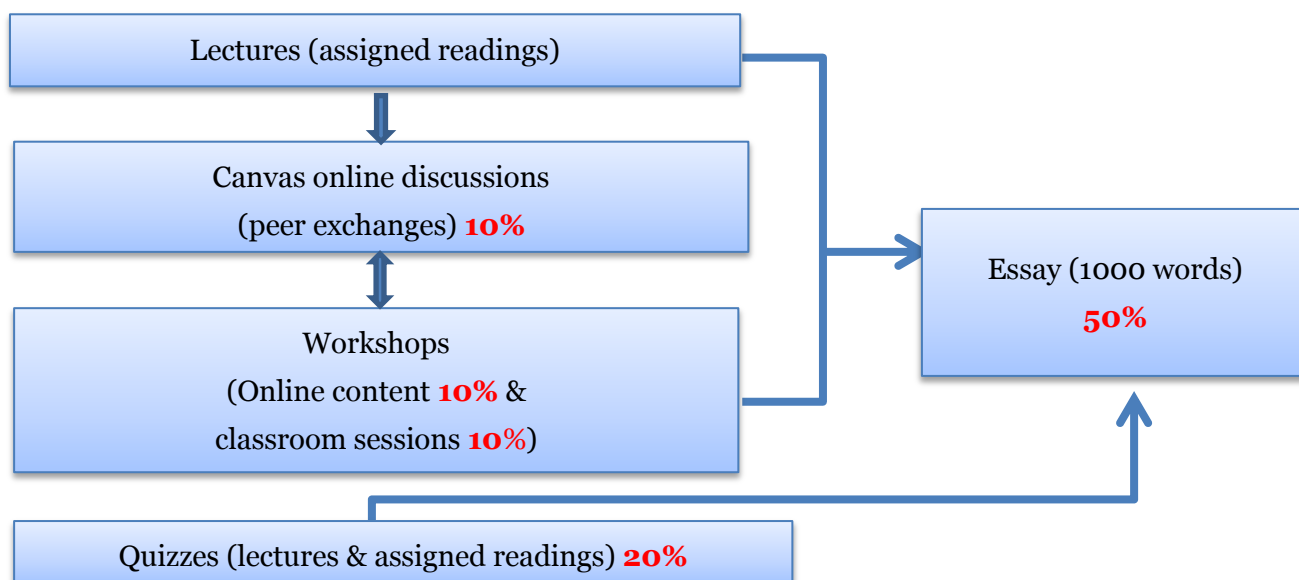 Lectures (assigned readings)
Canvas online discussions
(peer exchanges) 10%
Workshops
(Online content 10% &
classroom sessions 10%)
Essay (1000 words)
50%
Quizzes (lectures & assigned readings) 20%